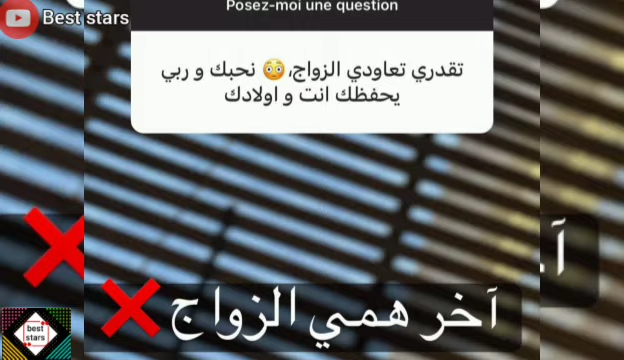 Best stars
Posez-moi une question
تقدري تعاودي الزواج،😳 نحبك و ربي
يحفظك انت و اولادك
آخر همي الزواج❌
best
stars